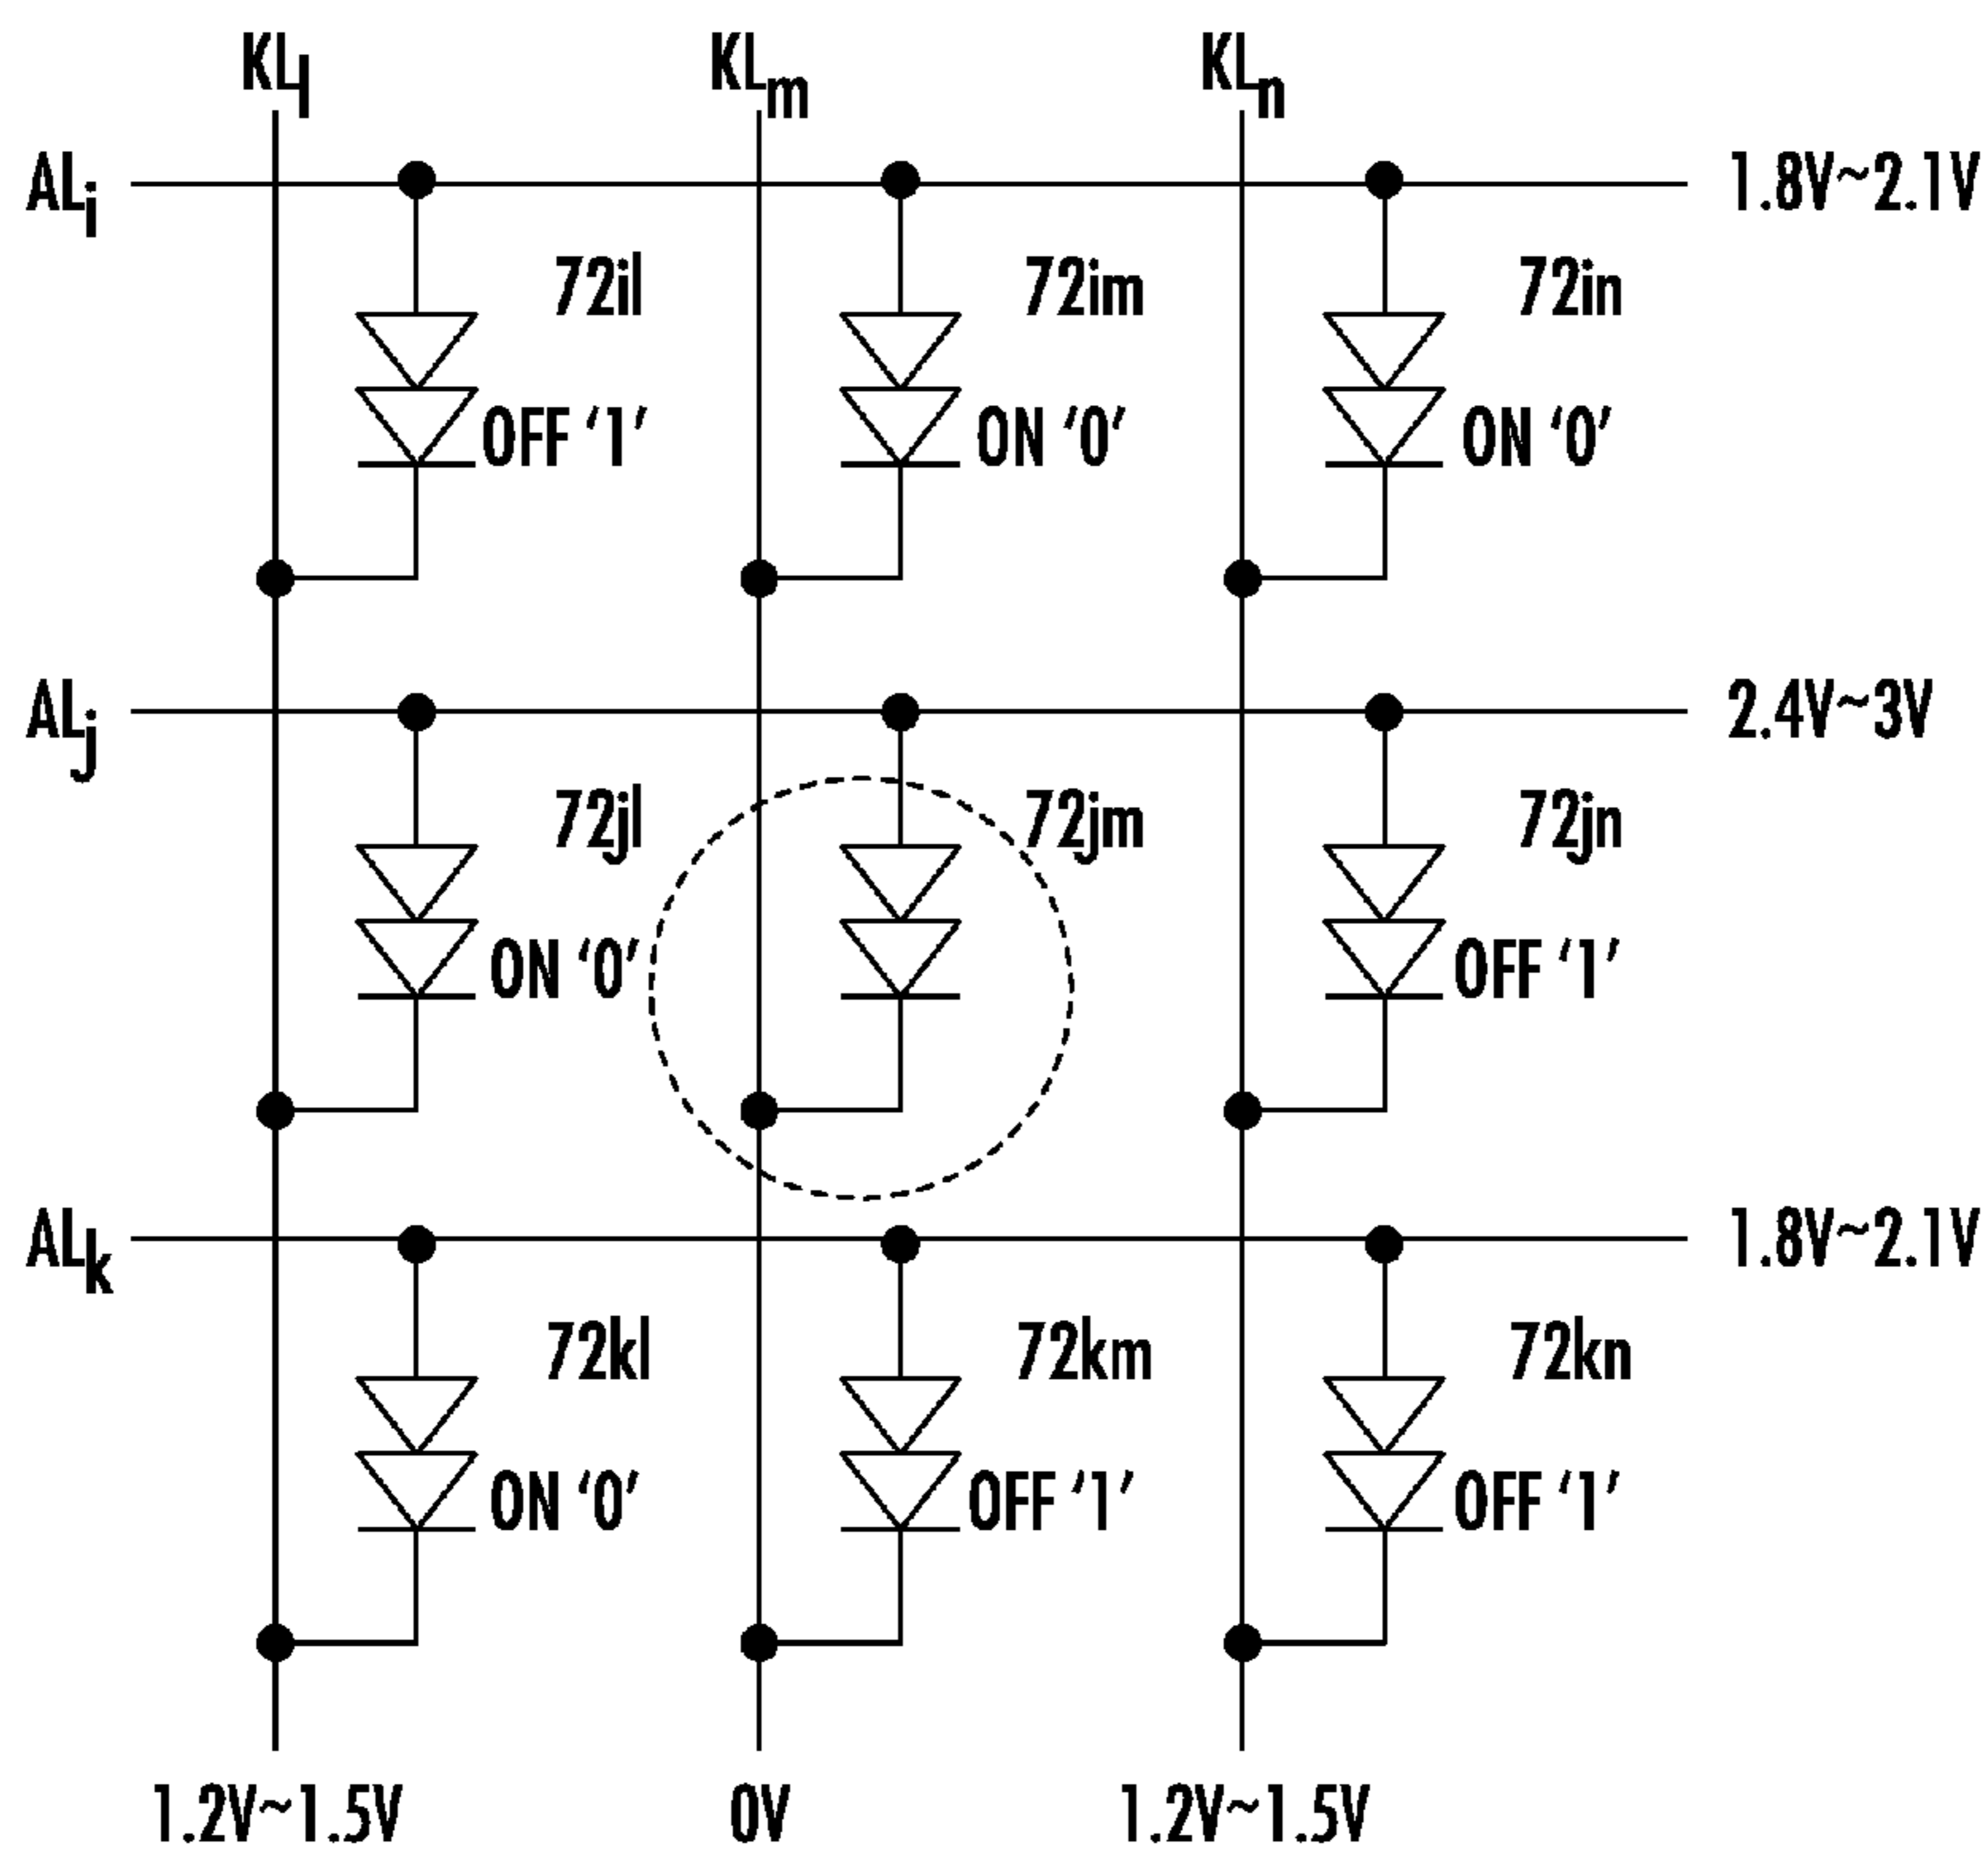 KLl KLm KLn
ALi 1.8V~2.1V
72il 72im 72in
OFF ‘1’ ON ‘0’ ON ‘0’
ALj 2.4V~3V
72jl 72jm 72jn
ON ‘0’ OFF ‘1’
ALk 1.8V~2.1V
72kl 72km 72kn
ON ‘0’ OFF ‘1’ OFF ‘1’
1.2V~1.5V 0V 1.2V~1.5V